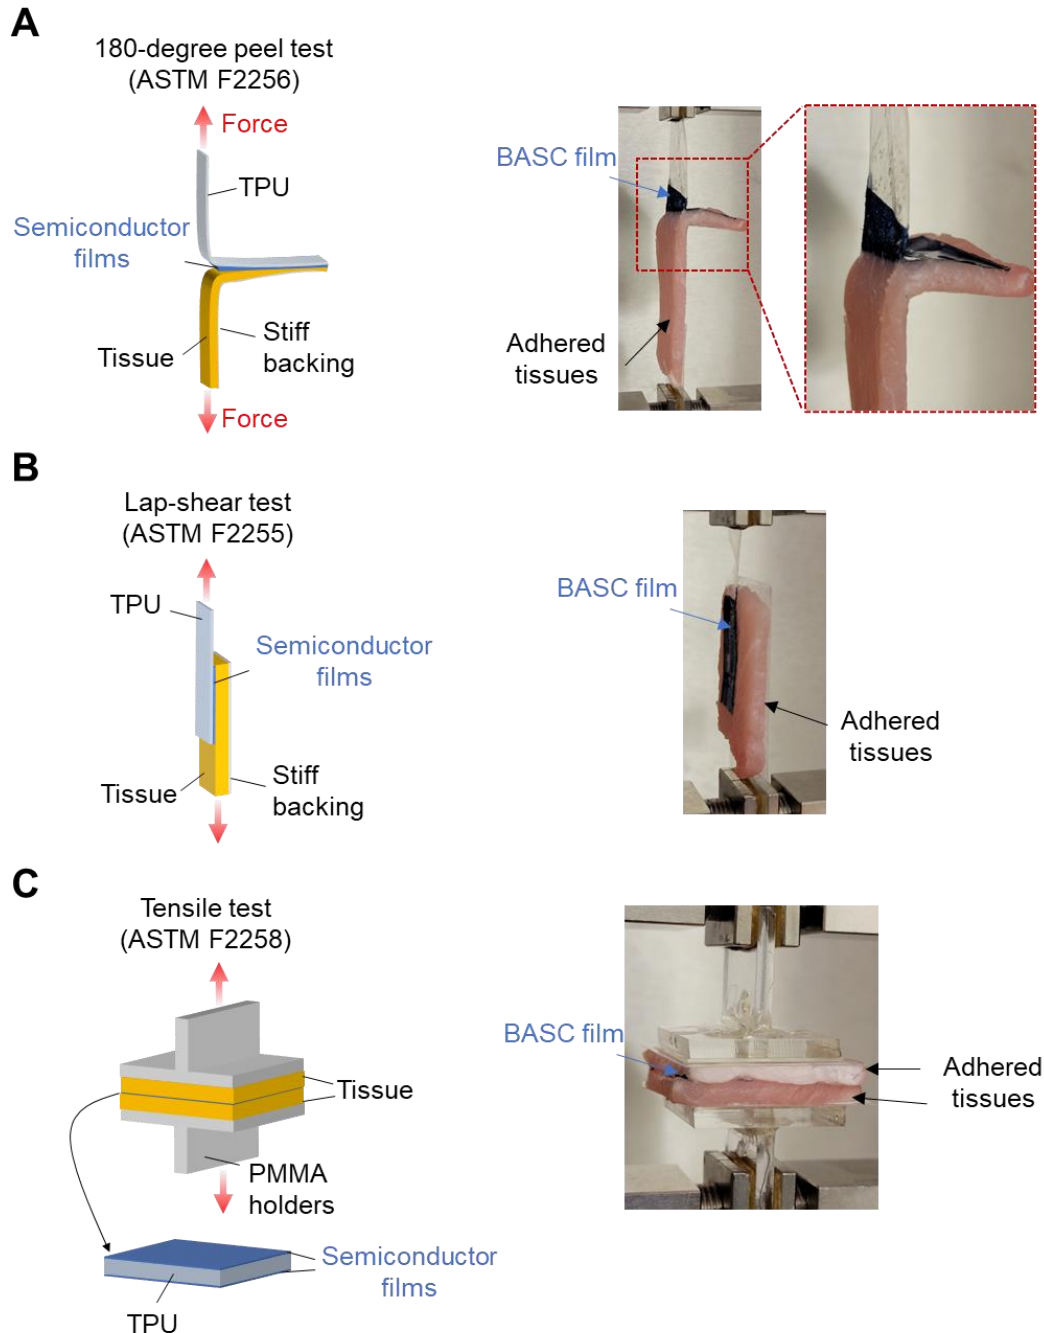 A
180-degree peel test
(ASTM F2256)
Force
TPU
Semiconductor
films
Stiff
backing
Tissue
Force
BASC film
Adhered
tissues
B
Lap-shear test
(ASTM F2255)
TPU
Semiconductor
films
Tissue
Stiff
backing
BASC film
Adhered
tissues
C
Tensile test
(ASTM F2258)
Tissue
PMMA
holders
Semiconductor
films
TPU
BASC film
Adhered
tissues